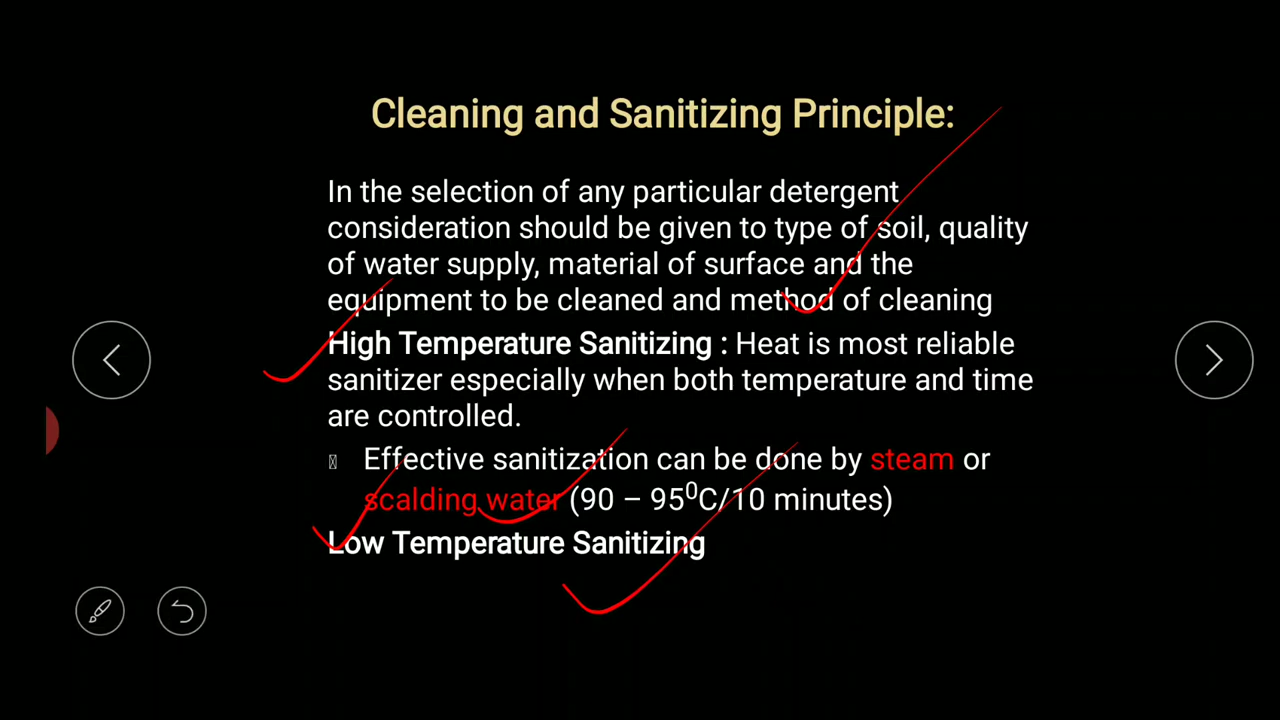 Cleaning and Sanitizing Principle:
In the selection of any particular detergent
consideration should be given to type of soil, quality
of water supply, material of surface and the
equipment to be cleaned and method of cleaning
High Temperature Sanitizing : Heat is most reliable
sanitizer especially when both temperature and time
are controlled.
Effective sanitization can be done by steam or
scalding water (90 – 95⁰C/10 minutes)
Low Temperature Sanitizing